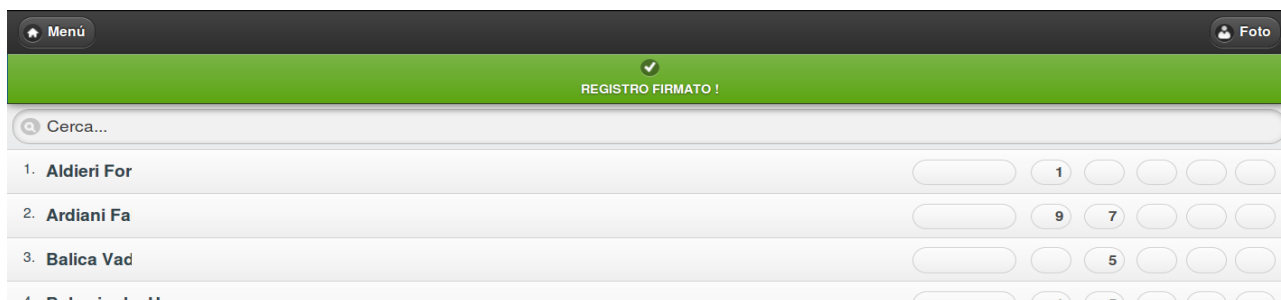 Menú Foto
REGISTRO FIRMATO !
Cerca...
1. Aldieri For 1
2. Ardiani Fa 9 7
3. Balica Vad 5